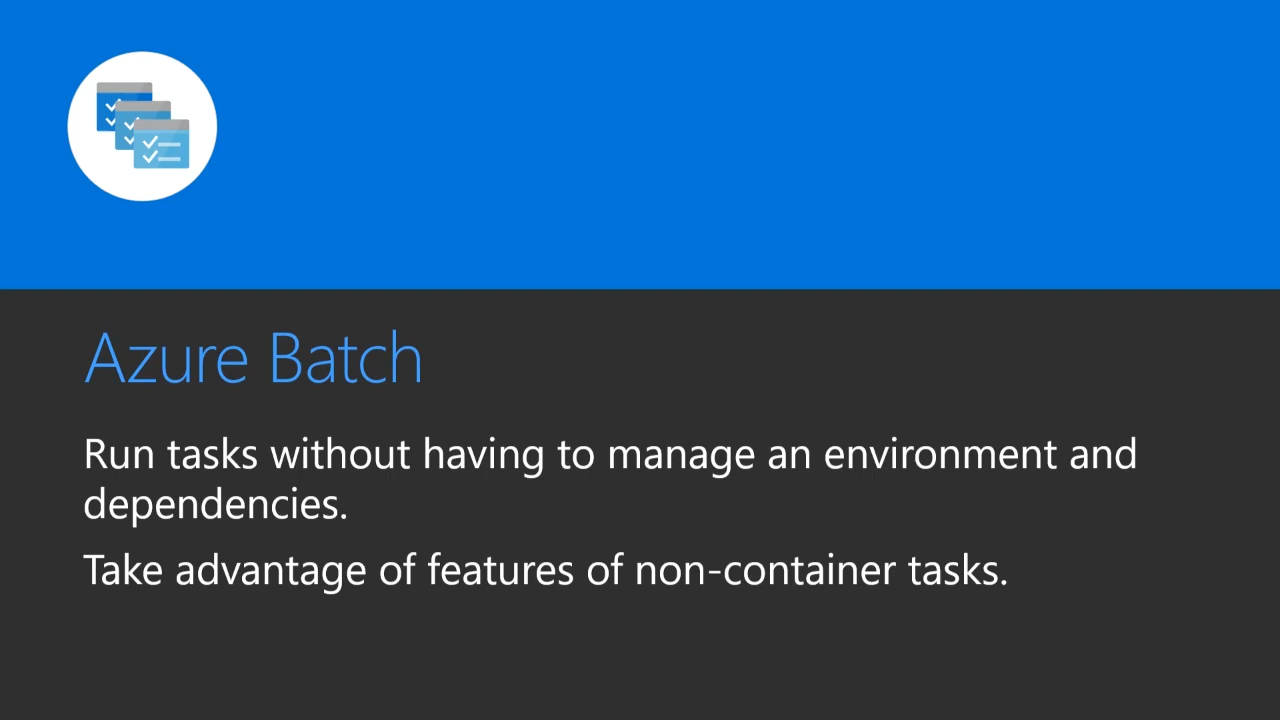 Azure Batch
Run tasks without having to manage an environment and
dependencies.
Take advantage of features of non-container tasks.